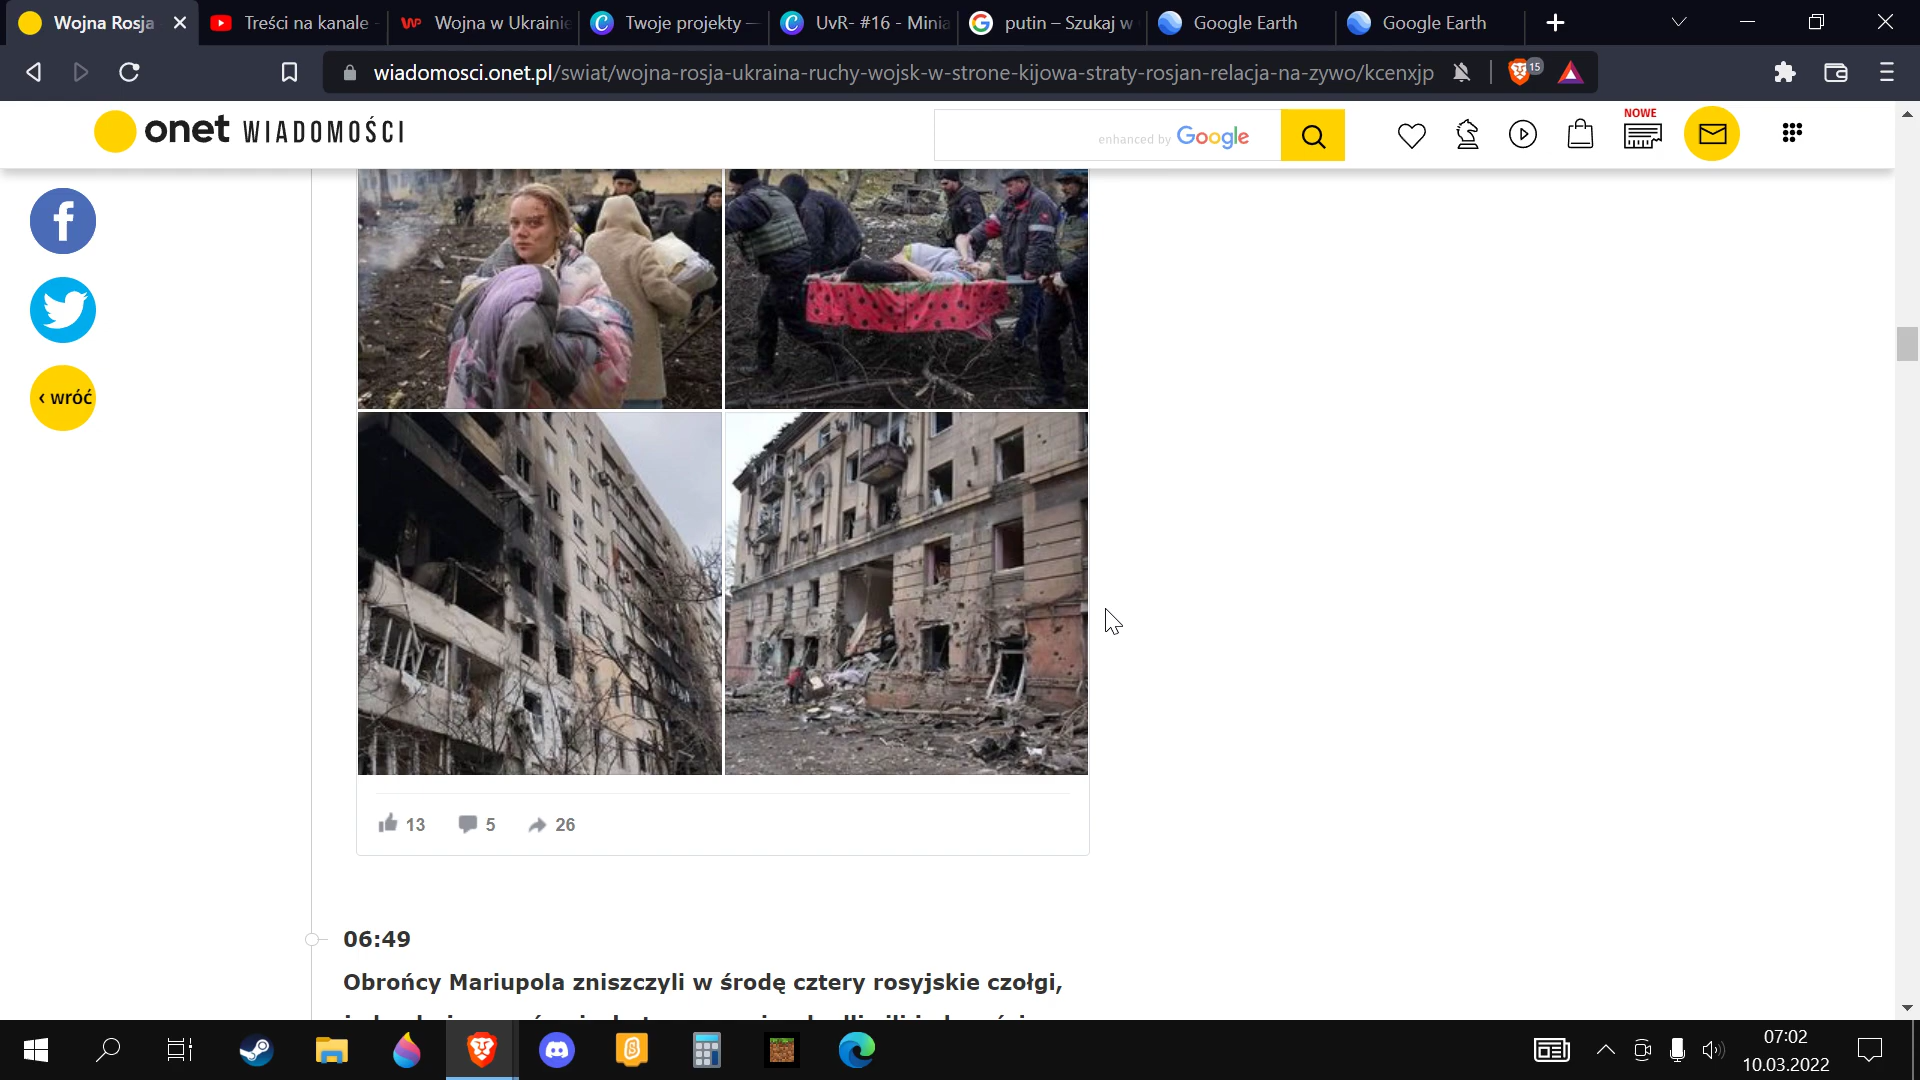 Wojna Rosja
Treści na kanale -
Wojna w Ukrainie
Twoje projekty –
UvR- #16 - Minia
putin – Szukaj w
Google Earth
Google Earth
wiadomosci.onet.pl/swiat/wojna-rosja-ukraina-ruchy-wojsk-w-strone-kijowa-straty-rosjan-relacja-na-zywo/kcenxjp
15
onet WIADOMOŚCI
enhanced by Google
NOWE
‹ wróć
13
5
26
06:49
Obrońcy Mariupola zniszczyli w środę cztery rosyjskie czołgi,
07:02
10.03.2022